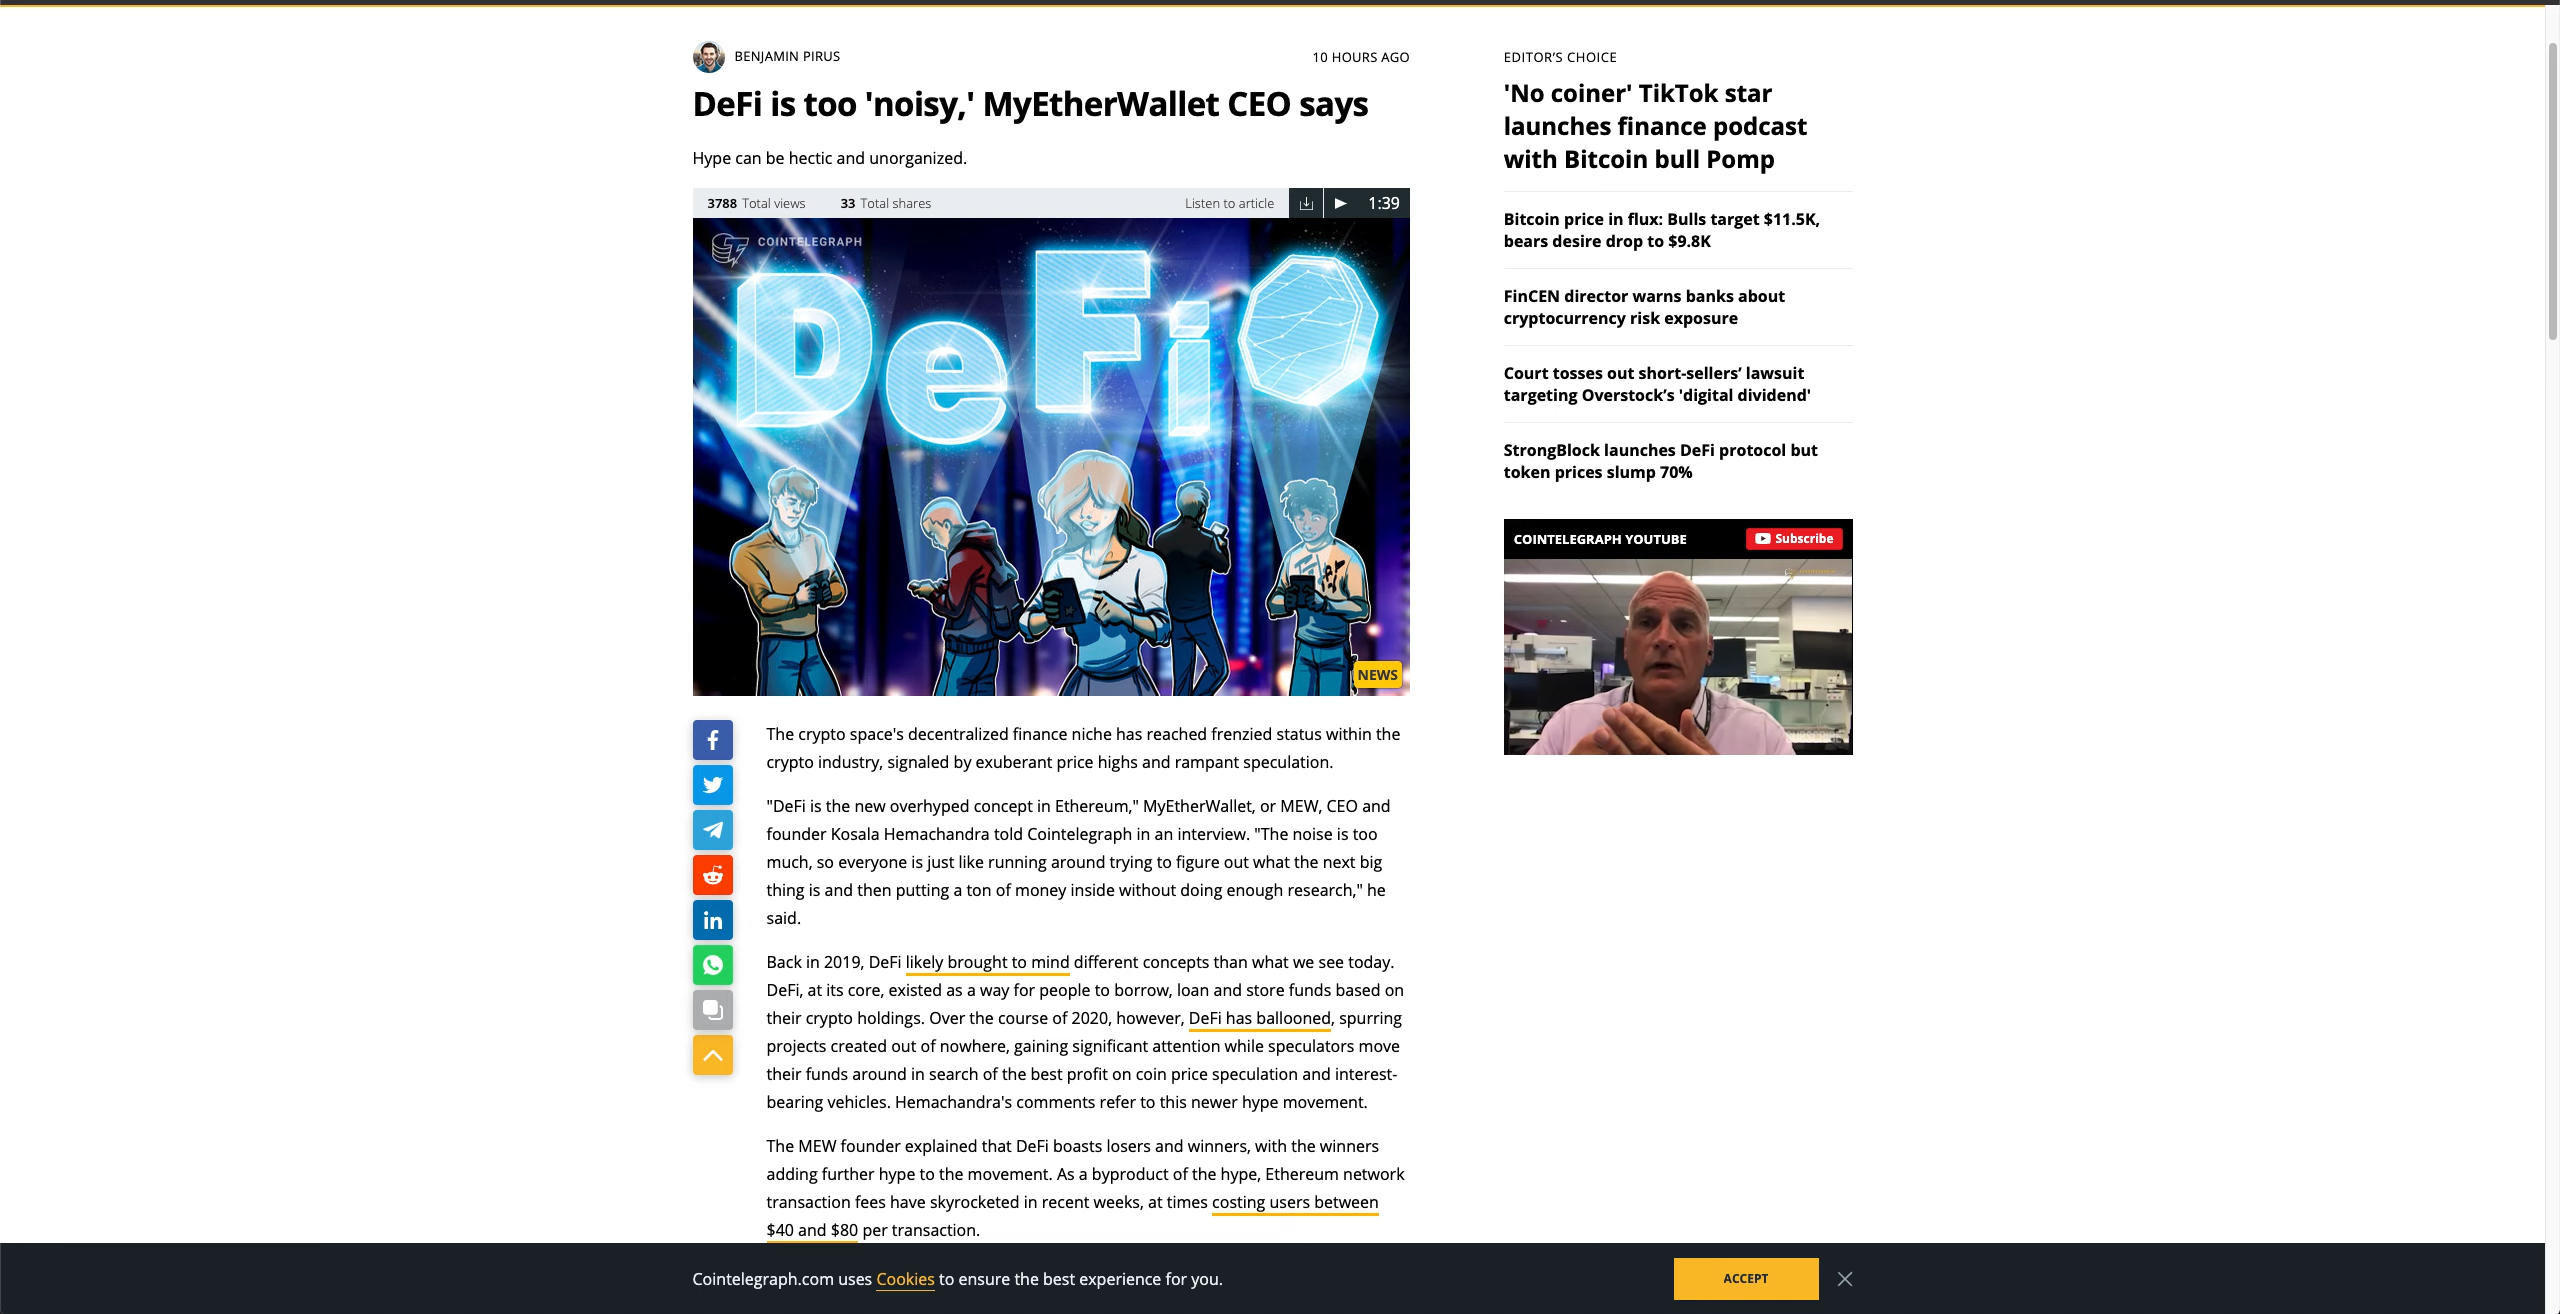 BENJAMIN PIRUS
10 HOURS AGO
DeFi is too 'noisy,' MyEtherWallet CEO says
Hype can be hectic and unorganized.
3788 Total views
33 Total shares
Listen to article
1:39
COINTELEGRAPH
DeFi
NEWS
The crypto space's decentralized finance niche has reached frenzied status within the
crypto industry, signaled by exuberant price highs and rampant speculation.
"DeFi is the new overhyped concept in Ethereum," MyEtherWallet, or MEW, CEO and
founder Kosala Hemachandra told Cointelegraph in an interview. "The noise is too
much, so everyone is just like running around trying to figure out what the next big
thing is and then putting a ton of money inside without doing enough research," he
said.
Back in 2019, DeFi likely brought to mind different concepts than what we see today.
DeFi, at its core, existed as a way for people to borrow, loan and store funds based on
their crypto holdings. Over the course of 2020, however, DeFi has ballooned, spurring
projects created out of nowhere, gaining significant attention while speculators move
their funds around in search of the best profit on coin price speculation and interest-
bearing vehicles. Hemachandra's comments refer to this newer hype movement.
The MEW founder explained that DeFi boasts losers and winners, with the winners
adding further hype to the movement. As a byproduct of the hype, Ethereum network
transaction fees have skyrocketed in recent weeks, at times costing users between
$40 and $80 per transaction.
EDITOR'S CHOICE
'No coiner' TikTok star
launches finance podcast
with Bitcoin bull Pomp
Bitcoin price in flux: Bulls target $11.5K,
bears desire drop to $9.8K
FinCEN director warns banks about
cryptocurrency risk exposure
Court tosses out short-sellers’ lawsuit
targeting Overstock’s 'digital dividend'
StrongBlock launches DeFi protocol but
token prices slump 70%
COINTELEGRAPH YOUTUBE
Subscribe
Cointelegraph.com uses Cookies to ensure the best experience for you.
ACCEPT